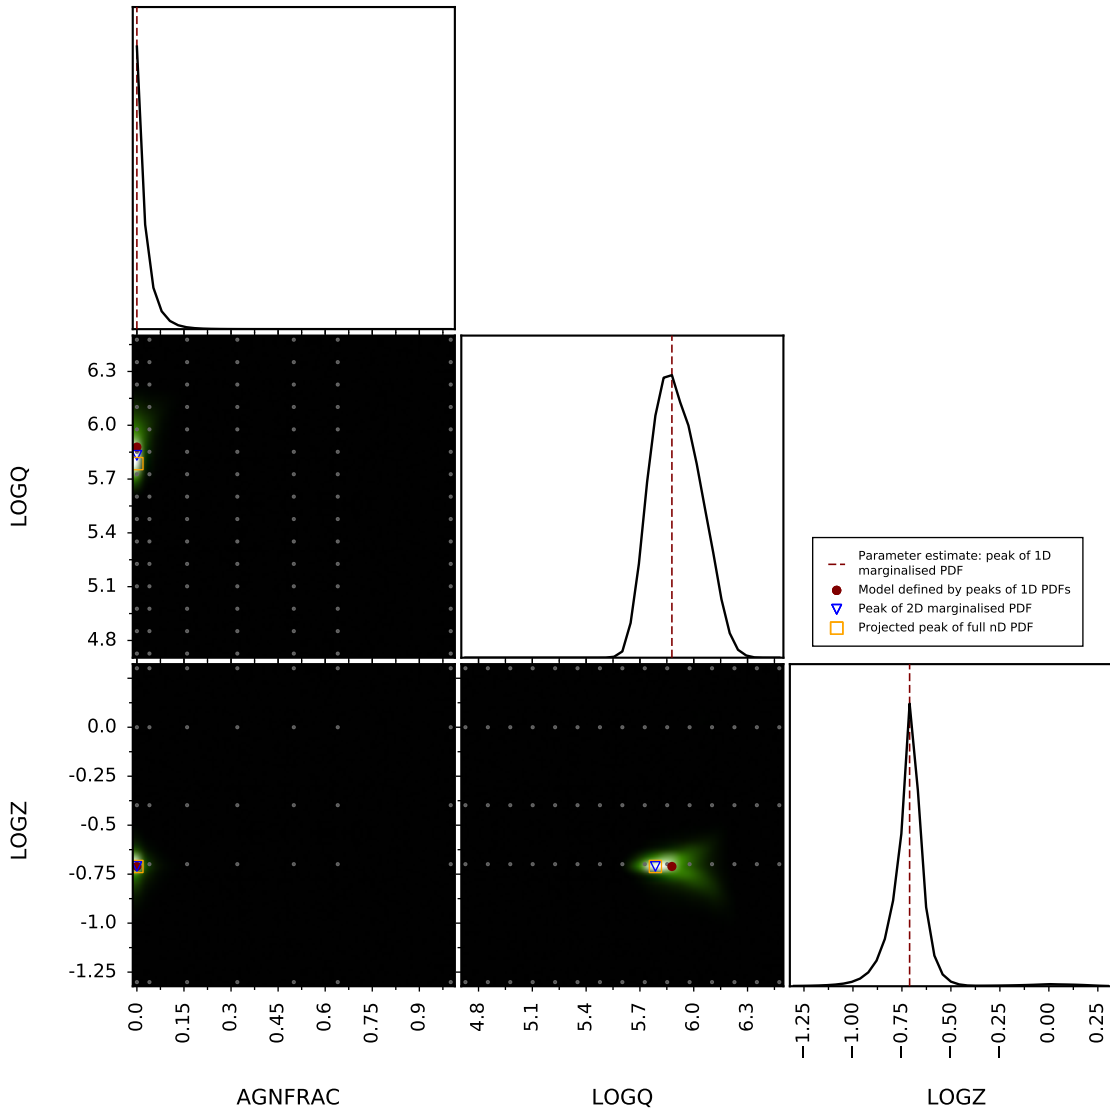 6.3
6.0
5.7
5.4
5.1
4.8
LOGQ
Parameter estimate: peak of 1D
marginalised PDF
Model defined by peaks of 1D PDFs
Peak of 2D marginalised PDF
Projected peak of full nD PDF
0.0
-0.25
-0.5
-0.75
-1.0
-1.25
LOGZ
0.0 0.15 0.3 0.45 0.6 0.75 0.9
4.8 5.1 5.4 5.7 6.0 6.3
−1.25 −1.00 −0.75 −0.50 −0.25 0.00 0.25
AGNFRAC LOGQ LOGZ